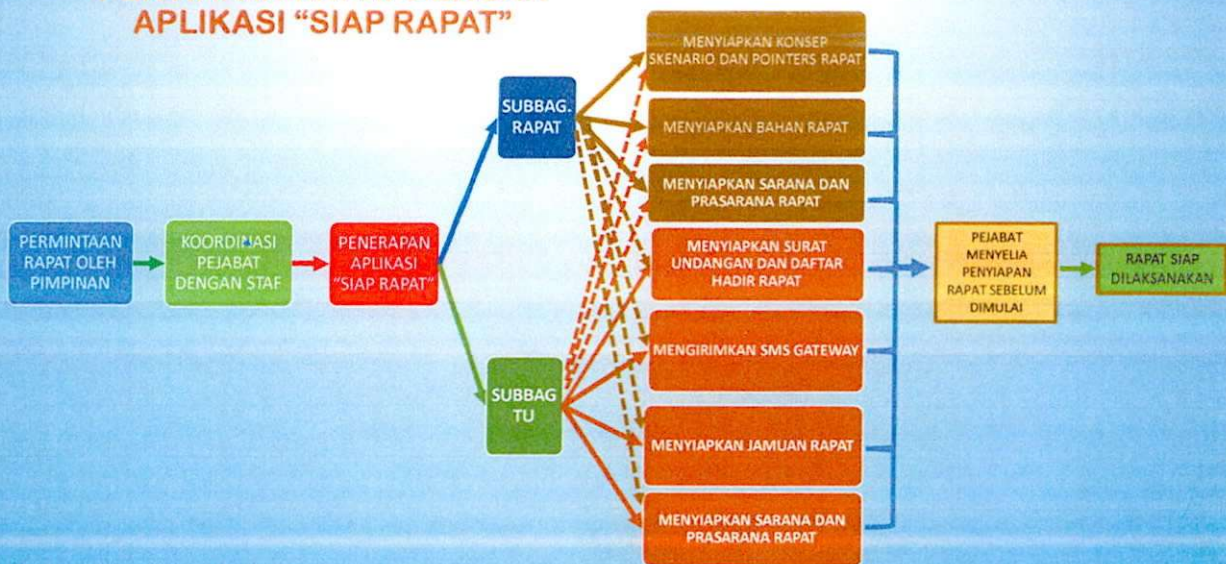 APLIKASI “SIAP RAPAT”
PERMINTAAN
RAPAT OLEH
PIMPINAN
KOORDINASI
PEJABAT
DENGAN STAF
PENERAPAN
APLIKASI
“SIAP RAPAT”
SUBBAG.
RAPAT
SUBBAG
TU
MENYIAPKAN KONSEP
SKENARIO DAN POINTERS RAPAT
MENYIAPKAN BAHAN RAPAT
MENYIAPKAN SARANA DAN
PRASARANA RAPAT
MENYIAPKAN SURAT
UNDANGAN DAN DAFTAR
HADIR RAPAT
MENGIRIMKAN SMS GATEWAY
MENYIAPKAN JAMUAN RAPAT
MENYIAPKAN SARANA DAN
PRASARANA RAPAT
PEJABAT
MENYELIA
PENYIAPAN
RAPAT SEBELUM
DIMULAI
RAPAT SIAP
DILAKSANAKAN